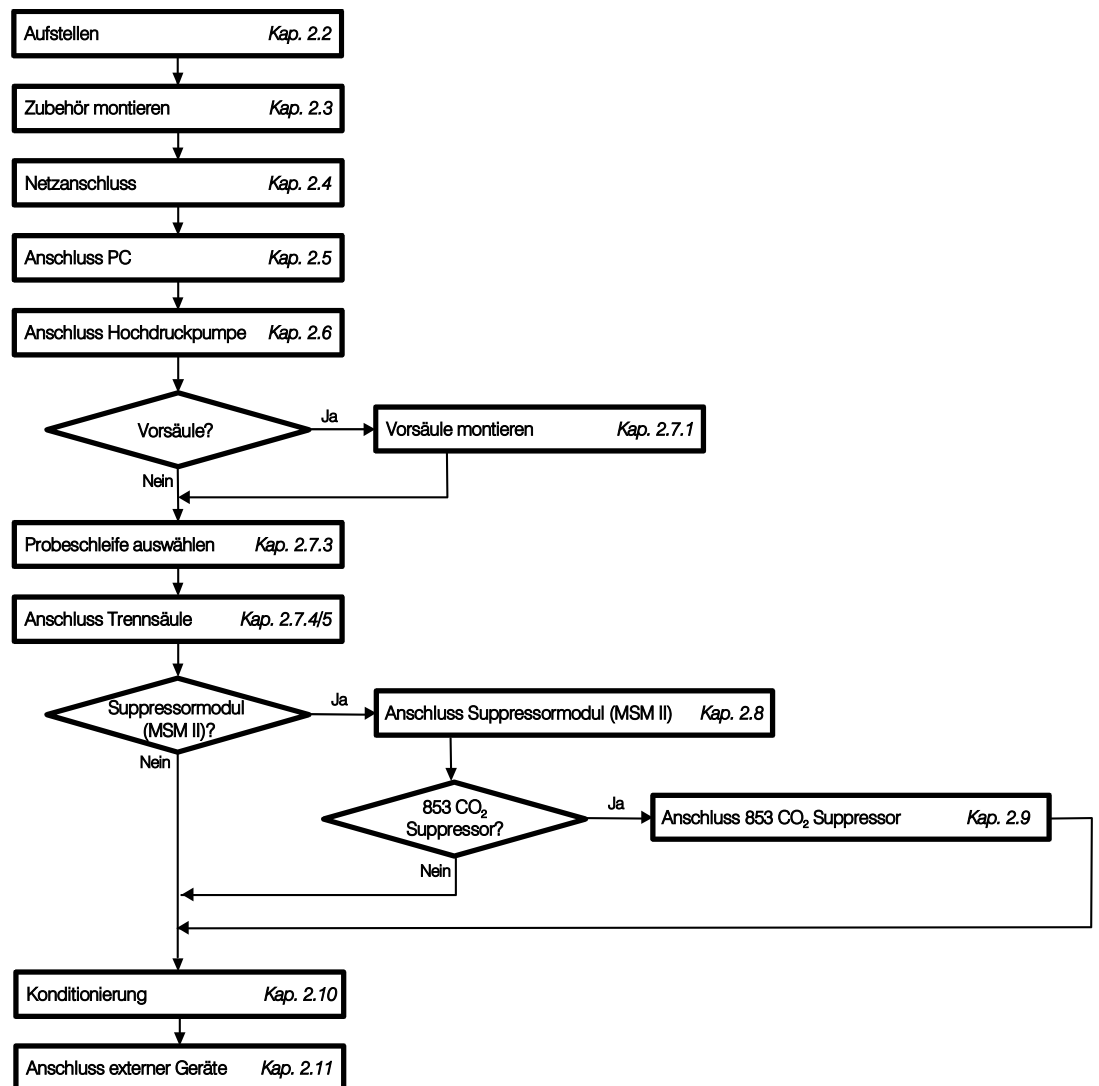 Aufstellen Kap. 2.2
Zubehör montieren Kap. 2.3
Netzanschluss Kap. 2.4
Anschluss PC Kap. 2.5
Anschluss Hochdruckpumpe Kap. 2.6
Vorsäule?
Ja
Vorsäule montieren Kap. 2.7.1
Nein
Probeschleife auswählen Kap. 2.7.3
Anschluss Trennsäule Kap. 2.7.4/5
Suppressormodul
(MSM II)?
Ja
Anschluss Suppressormodul (MSM II) Kap. 2.8
Nein
853 CO₂
Suppressor?
Ja
Anschluss 853 CO₂ Suppressor Kap. 2.9
Nein
Konditionierung Kap. 2.10
Anschluss externer Geräte Kap. 2.11